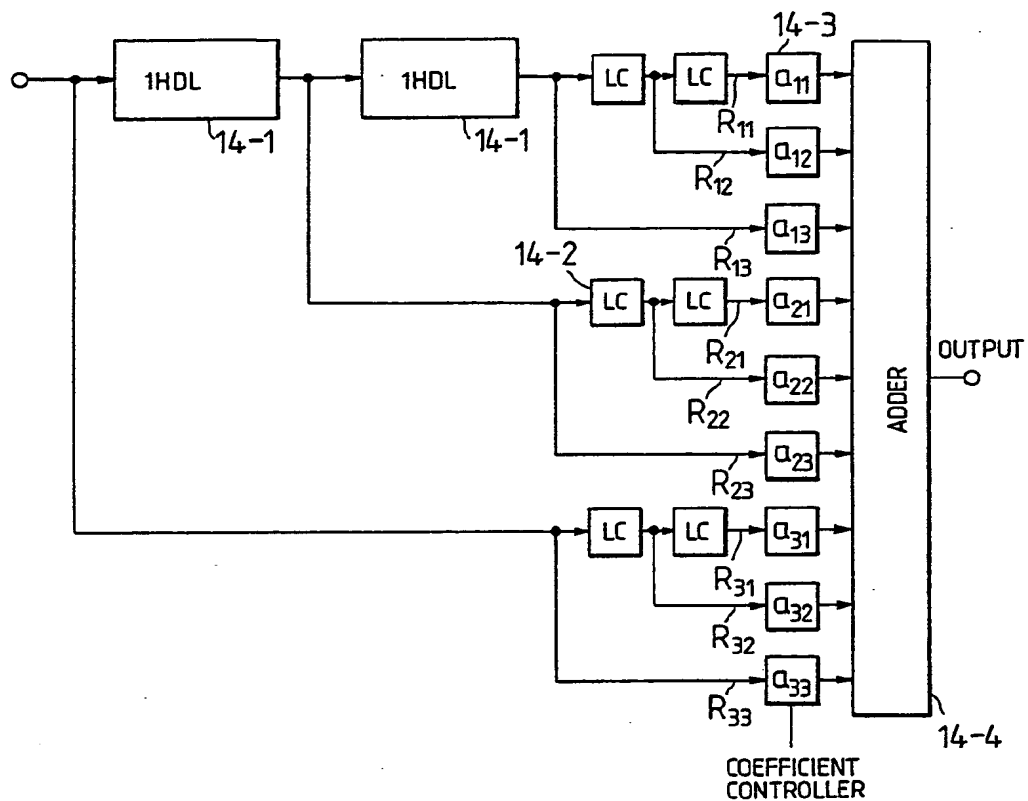 14-3
1HDL
1HDL
LC
LC
a11
14-1
14-1
R11
a12
R12
a13
R13
14-2
LC
LC
a21
R21
OUTPUT
a22
ADDER
R22
a23
R23
LC
LC
a31
R31
a32
R32
a33
R33
14-4
COEFFICIENT
CONTROLLER